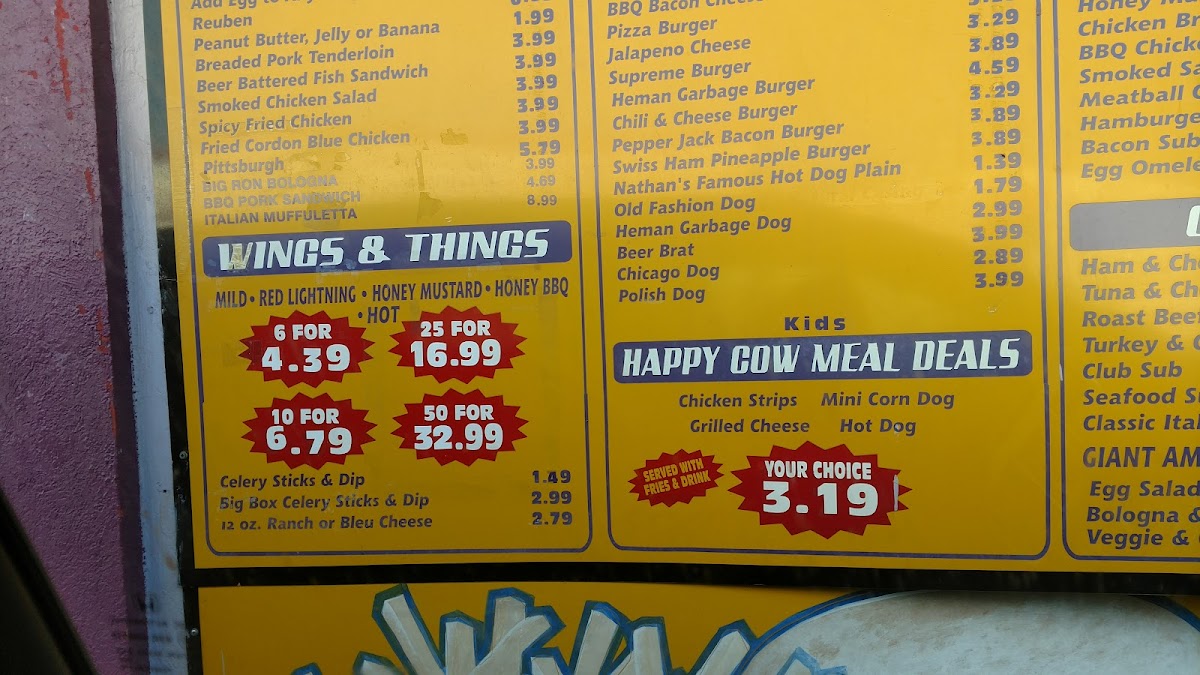 Add Egg to
Reuben
Peanut Butter, Jelly or Banana 1.99
Breaded Pork Tenderloin 3.99
Beer Battered Fish Sandwich 3.99
Smoked Chicken Salad 3.99
Spicy Fried Chicken 3.99
Fried Cordon Blue Chicken 3.99
Pittsburgh 5.79
BIG RON BOLOGNA 3.99
BBQ PORK SANDWICH 4.69
ITALIAN MUFFULETTA 8.99
WINGS & THINGS
MILD • RED LIGHTNING • HONEY MUSTARD • HONEY BBQ
• HOT
6 FOR
4.39
25 FOR
16.99
10 FOR
6.79
50 FOR
32.99
Celery Sticks & Dip 1.49
Big Box Celery Sticks & Dip 2.99
12 oz. Ranch or Bleu Cheese 2.79
BBQ Bacon
Pizza Burger
Jalapeno Cheese 3.29
Supreme Burger 3.89
Heman Garbage Burger 4.59
Chili & Cheese Burger 3.29
Pepper Jack Bacon Burger 3.89
Swiss Ham Pineapple Burger 3.89
Nathan's Famous Hot Dog Plain 1.39
Old Fashion Dog 1.79
Heman Garbage Dog 2.99
Beer Brat 3.99
Chicago Dog 2.89
Polish Dog 3.99
Kids
HAPPY COW MEAL DEALS
Chicken Strips Mini Corn Dog
Grilled Cheese Hot Dog
SERVED WITH
FRIES & DRINK
YOUR CHOICE
3.19
Honey
Chicken
BBQ
Smoked
Meatball
Hamburger
Bacon Sub
Egg
Ham &
Tuna &
Roast Beef
Turkey &
Club Sub
Seafood
Classic
GIANT
Egg Salad
Bologna &
Veggie &